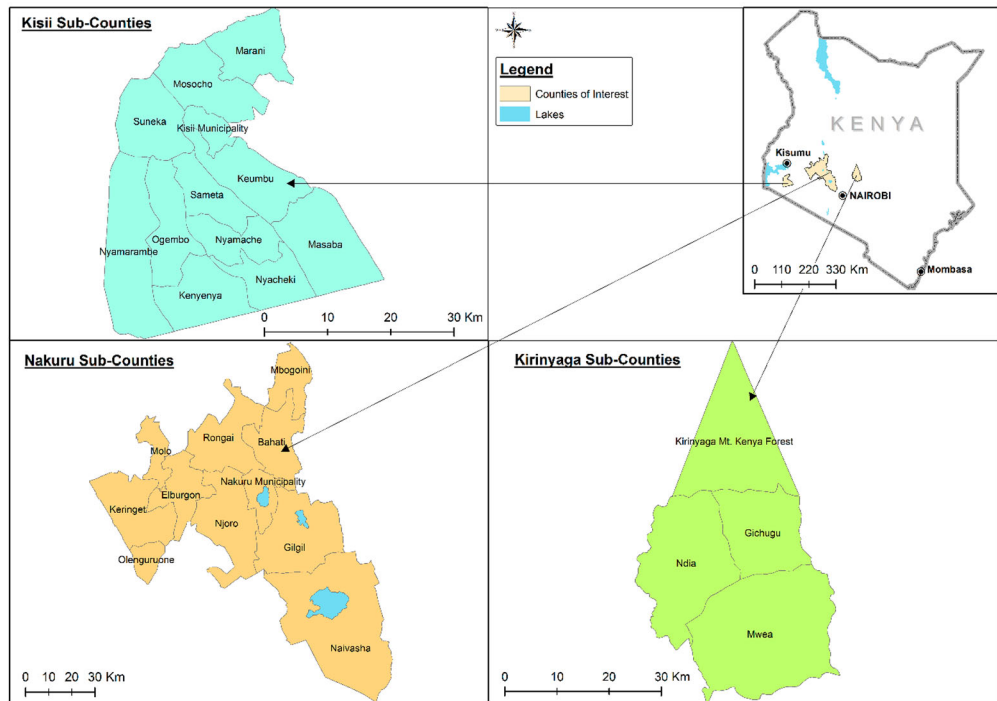 Kisii Sub-Counties
Marani
Mosocho
Suneka
Kisii Municipality
Keumbu
Sameta
Nyamarambe
Ogembo
Nyamache
Masaba
Nyacheki
Kenyenya
0 10 20 30 Km
Legend
Counties of Interest
Lakes
KENYA
Kisumu
NAIROBI
Mombasa
0 110 220 330 Km
Nakuru Sub-Counties
Mbogoini
Rongai
Bahati
Molo
Nakuru Municipality
Keringet
Elburgon
Njoro
Gilgil
Olenguruone
Naivasha
0 10 20 30 Km
Kirinyaga Sub-Counties
Kirinyaga Mt. Kenya Forest
Gichugu
Ndia
Mwea
0 10 20 30 Km